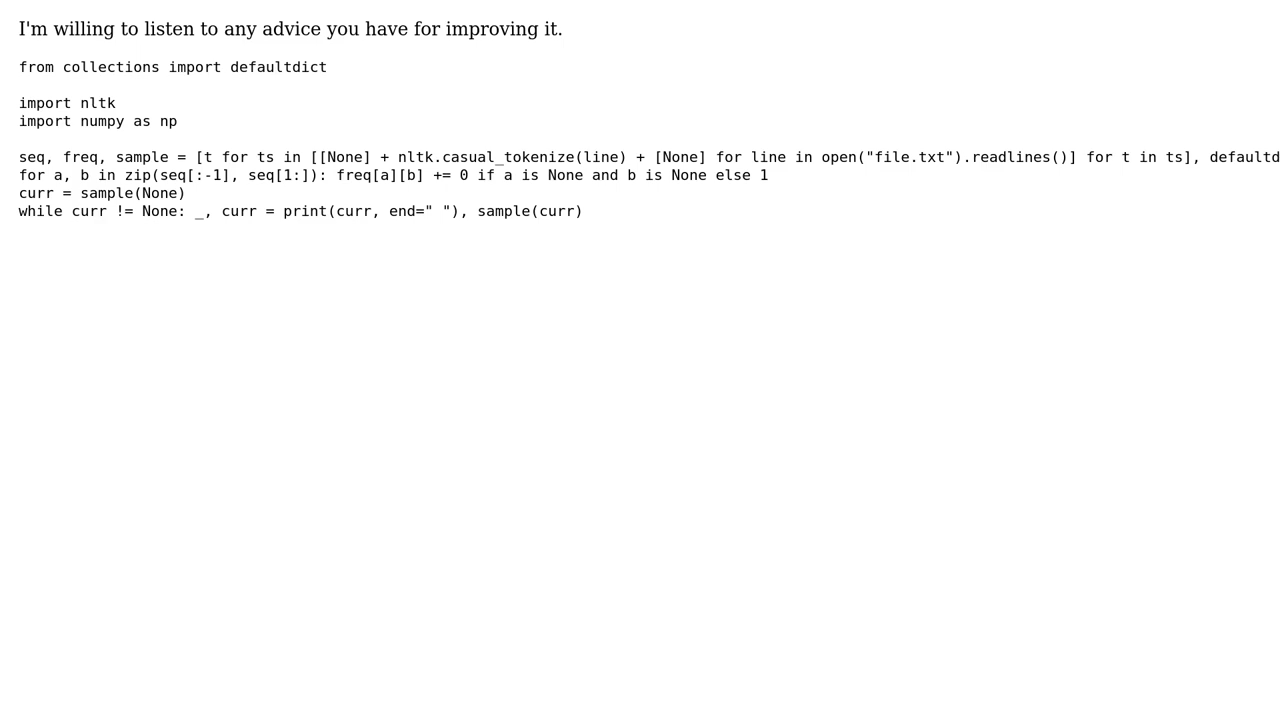 I'm willing to listen to any advice you have for improving it.
from collections import defaultdict
import nltk
import numpy as np
seq, freq, sample = [t for ts in [[None] + nltk.casual_tokenize(line) + [None] for line in open("file.txt").readlines()] for t in ts], defaultd
for a, b in zip(seq[:-1], seq[1:]): freq[a][b] += 0 if a is None and b is None else 1
curr = sample(None)
while curr != None: _, curr = print(curr, end=" "), sample(curr)